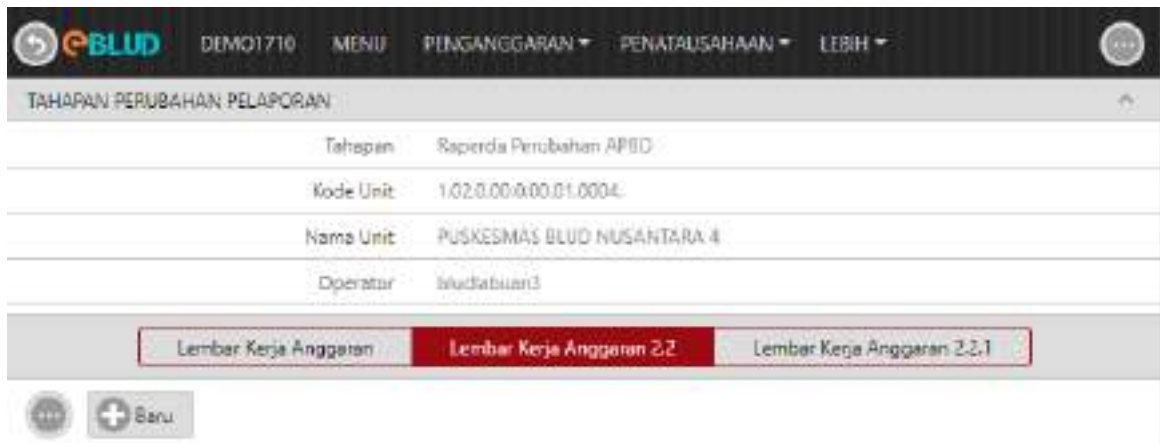 eBLUD DEMO1710 MENU PENGANGGARAN PENATAUSAHAAN LEBIH
TAHAPAN PERUBAHAN PELAPORAN
Tahapan Raperda Perubahan APBD
Kode Unit 1.02.0.00.0.00.01.0004.
Nama Unit PUSKESMAS BLUD NUSANTARA 4
Operator
Lembar Kerja Anggaran Lembar Kerja Anggaran 2.2 Lembar Kerja Anggaran 2.2.1
Baru